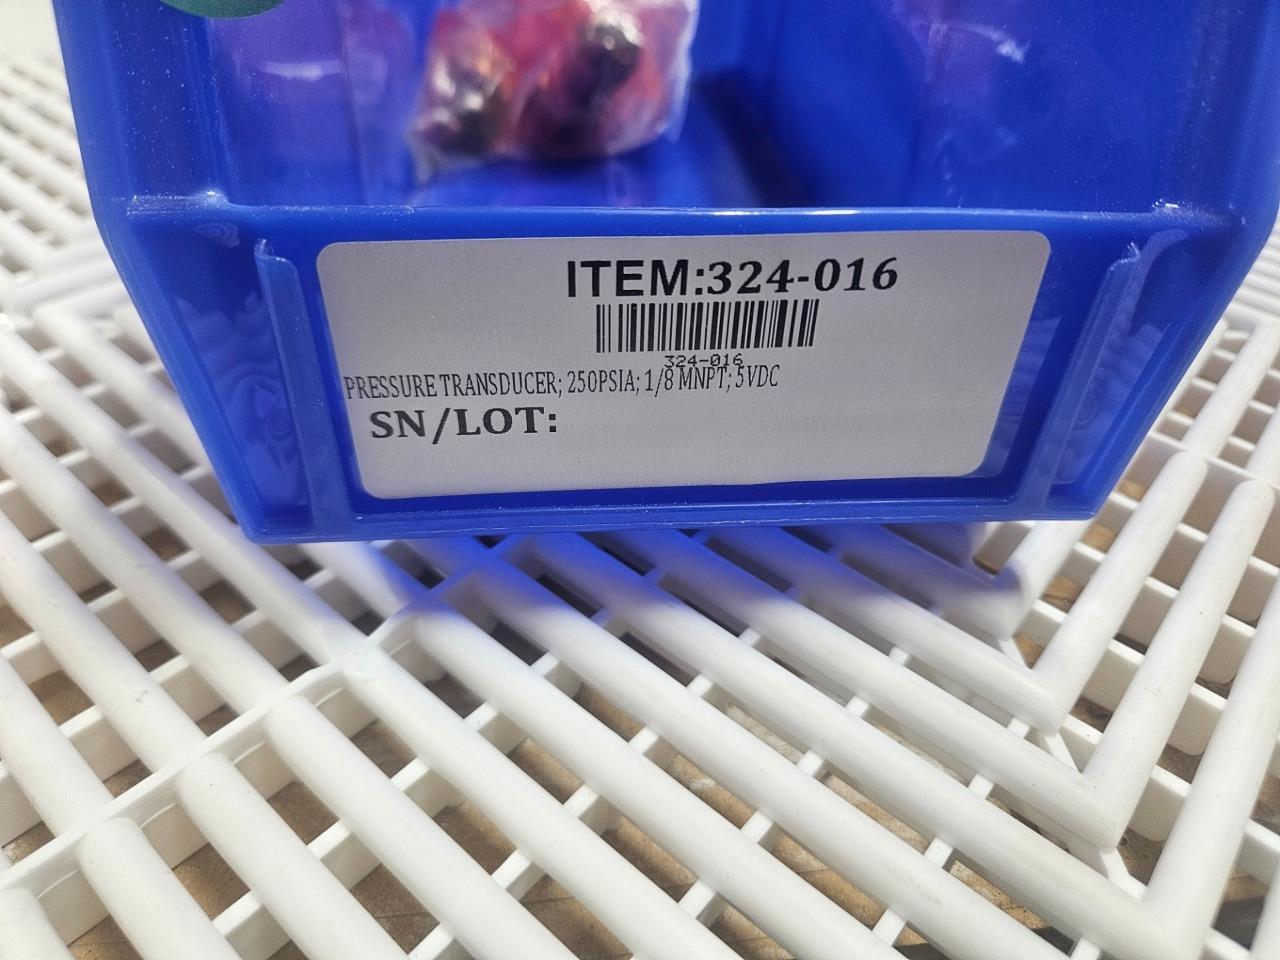 ITEM:324-016
324-016
PRESSURE TRANSDUCER; 250PSIA; 1/8 MNPT; 5VDC
SN/LOT: